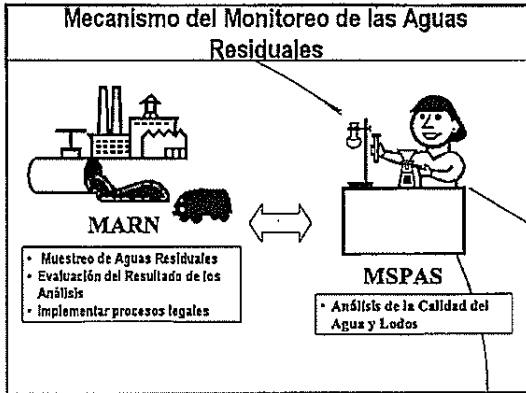 Mecanismo del Monitoreo de las Aguas
Residuales
MARN
• Muestreo de Aguas Residuales
• Evaluación del Resultado de los
Análisis
• Implementar procesos legales
MSPAS
• Análisis de la Calidad del
Agua y Lodos